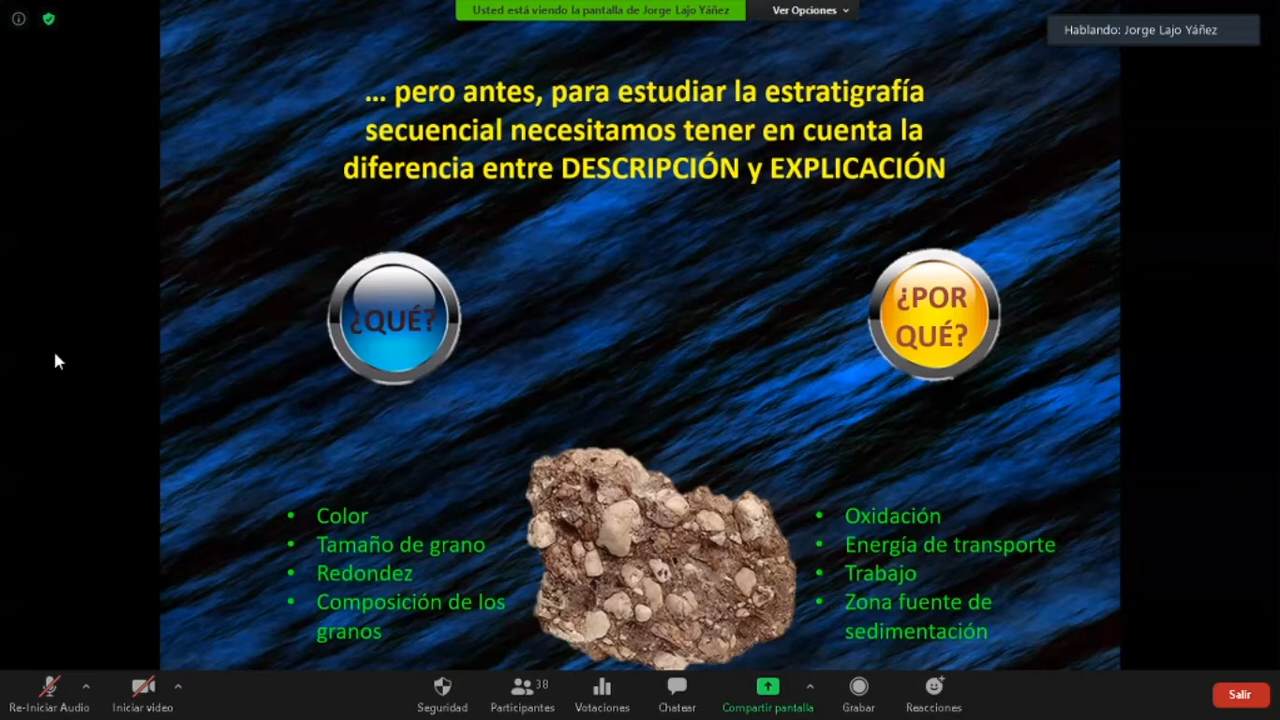 Usted está viendo la pantalla de Jorge Lajo Yáñez
Ver Opciones
Hablando: Jorge Lajo Yáñez
... pero antes, para estudiar la estratigrafía
secuencial necesitamos tener en cuenta la
diferencia entre DESCRIPCIÓN y EXPLICACIÓN
¿QUÉ?
¿POR
QUÉ?
• Color
• Tamaño de grano
• Redondez
• Composición de los
granos
• Oxidación
• Energía de transporte
• Trabajo
• Zona fuente de
sedimentación
Re-Iniciar Audio
Iniciar video
Seguridad
38
Participantes
Votaciones
Chatear
Compartir pantalla
Grabar
Reacciones
Salir